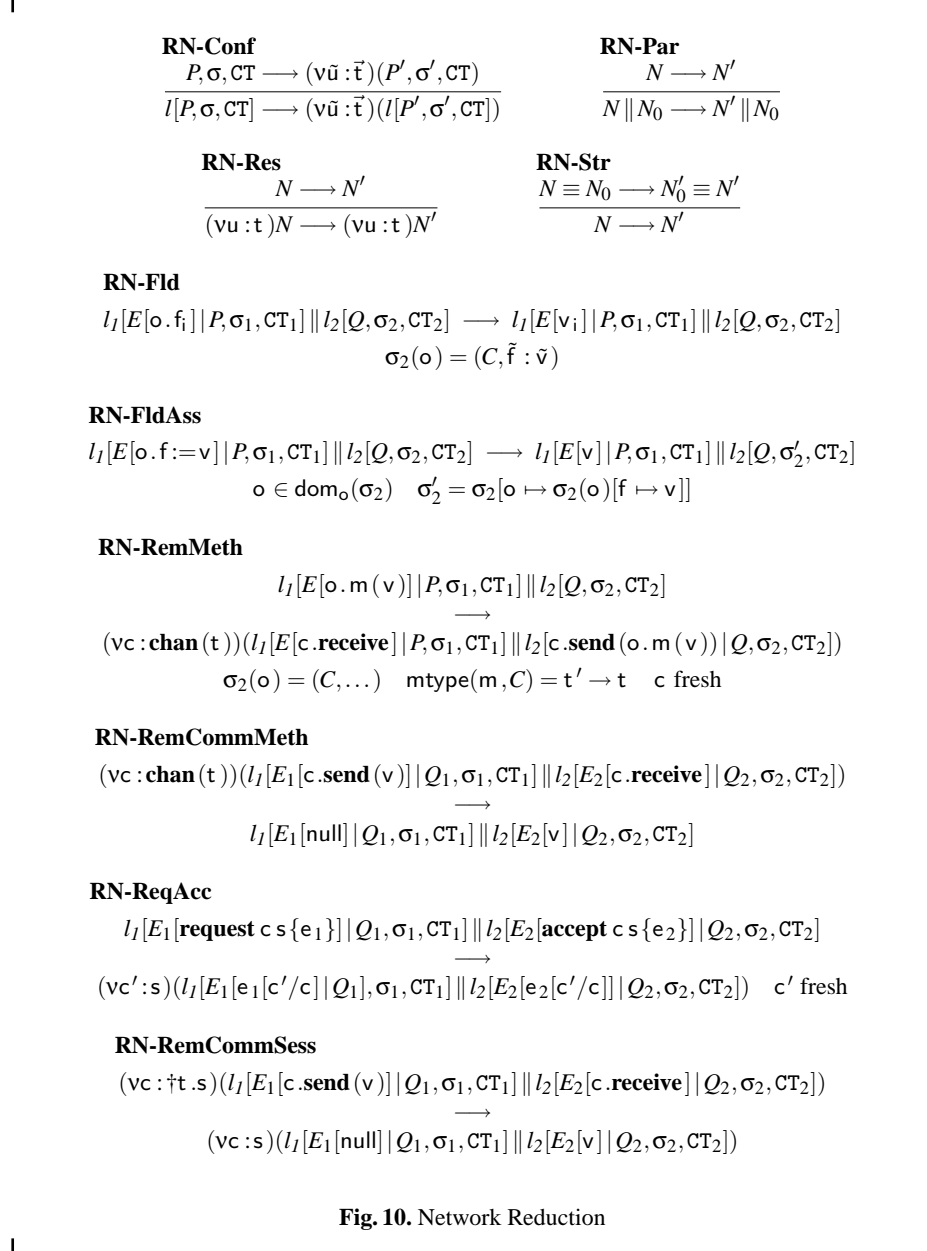 RN-Conf RN-Par
P,σ,CT ⟶ (νũ : t⃗)(P′,σ′,CT) N ⟶ N′
l[P,σ,CT] ⟶ (νũ : t⃗)(l[P′,σ′,CT]) N ∥ N₀ ⟶ N′ ∥ N₀
RN-Res RN-Str
N ⟶ N′ N ≡ N₀ ⟶ N₀′ ≡ N′
(νu : t)N ⟶ (νu : t)N′ N ⟶ N′
RN-Fld
l₁[E[o.fᵢ] | P,σ₁,CT₁] ∥ l₂[Q,σ₂,CT₂] ⟶ l₁[E[vᵢ] | P,σ₁,CT₁] ∥ l₂[Q,σ₂,CT₂]
σ₂(o) = (C, f̃ : ṽ)
RN-FldAss
l₁[E[o.f:=v] | P,σ₁,CT₁] ∥ l₂[Q,σ₂,CT₂] ⟶ l₁[E[v] | P,σ₁,CT₁] ∥ l₂[Q,σ₂′,CT₂]
o ∈ domₒ(σ₂) σ₂′ = σ₂[o ↦ σ₂(o)[f ↦ v]]
RN-RemMeth
l₁[E[o.m(v)] | P,σ₁,CT₁] ∥ l₂[Q,σ₂,CT₂]
⟶
(νc : chan(t))(l₁[E[c.receive] | P,σ₁,CT₁] ∥ l₂[c.send(o.m(v)) | Q,σ₂,CT₂])
σ₂(o) = (C,...) mtype(m,C) = t′ → t c fresh
RN-RemCommMeth
(νc : chan(t))(l₁[E₁[c.send(v)] | Q₁,σ₁,CT₁] ∥ l₂[E₂[c.receive] | Q₂,σ₂,CT₂])
⟶
l₁[E₁[null] | Q₁,σ₁,CT₁] ∥ l₂[E₂[v] | Q₂,σ₂,CT₂]
RN-ReqAcc
l₁[E₁[request c s{e₁}] | Q₁,σ₁,CT₁] ∥ l₂[E₂[accept c s{e₂}] | Q₂,σ₂,CT₂]
⟶
(νc′ : s)(l₁[E₁[e₁[c′/c] | Q₁],σ₁,CT₁] ∥ l₂[E₂[e₂[c′/c]] | Q₂,σ₂,CT₂]) c′ fresh
RN-RemCommSess
(νc : †t.s)(l₁[E₁[c.send(v)] | Q₁,σ₁,CT₁] ∥ l₂[E₂[c.receive] | Q₂,σ₂,CT₂])
⟶
(νc : s)(l₁[E₁[null] | Q₁,σ₁,CT₁] ∥ l₂[E₂[v] | Q₂,σ₂,CT₂])
Fig. 10. Network Reduction